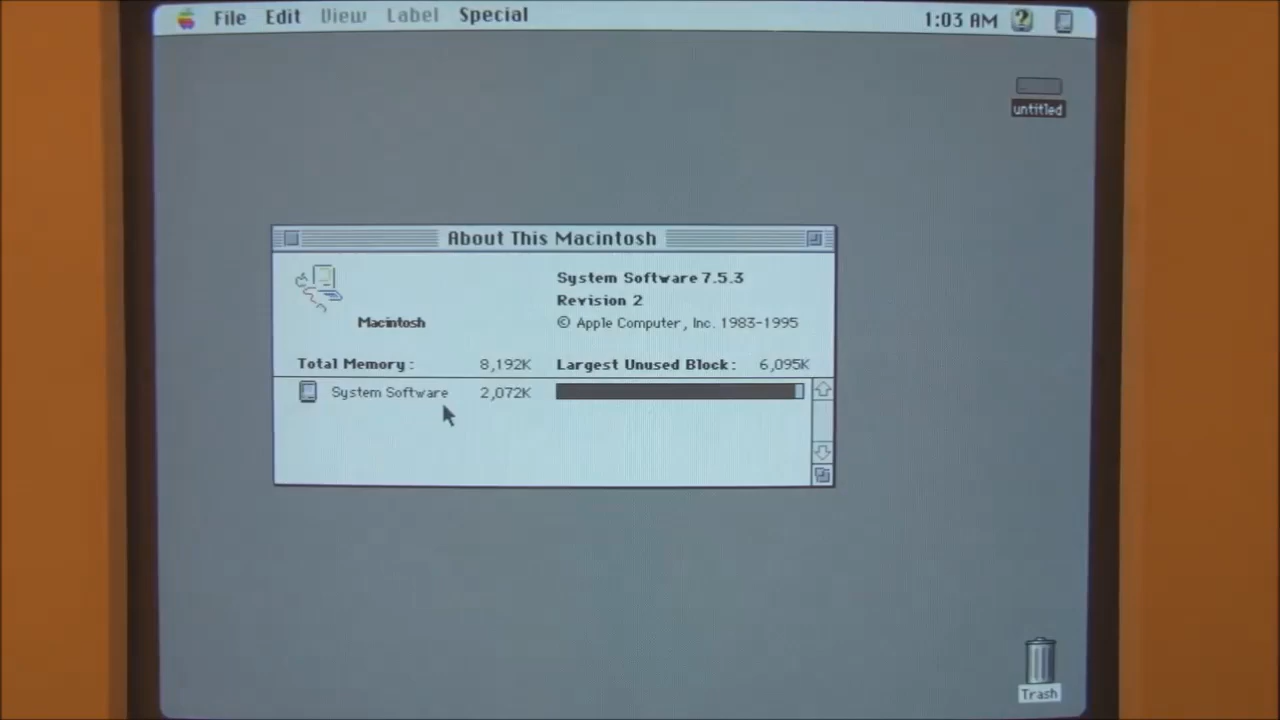 File Edit View Label Special 1:03 AM
untitled
About This Macintosh
System Software 7.5.3
Revision 2
Macintosh © Apple Computer, Inc. 1983-1995
Total Memory: 8,192K Largest Unused Block: 6,095K
System Software 2,072K
Trash